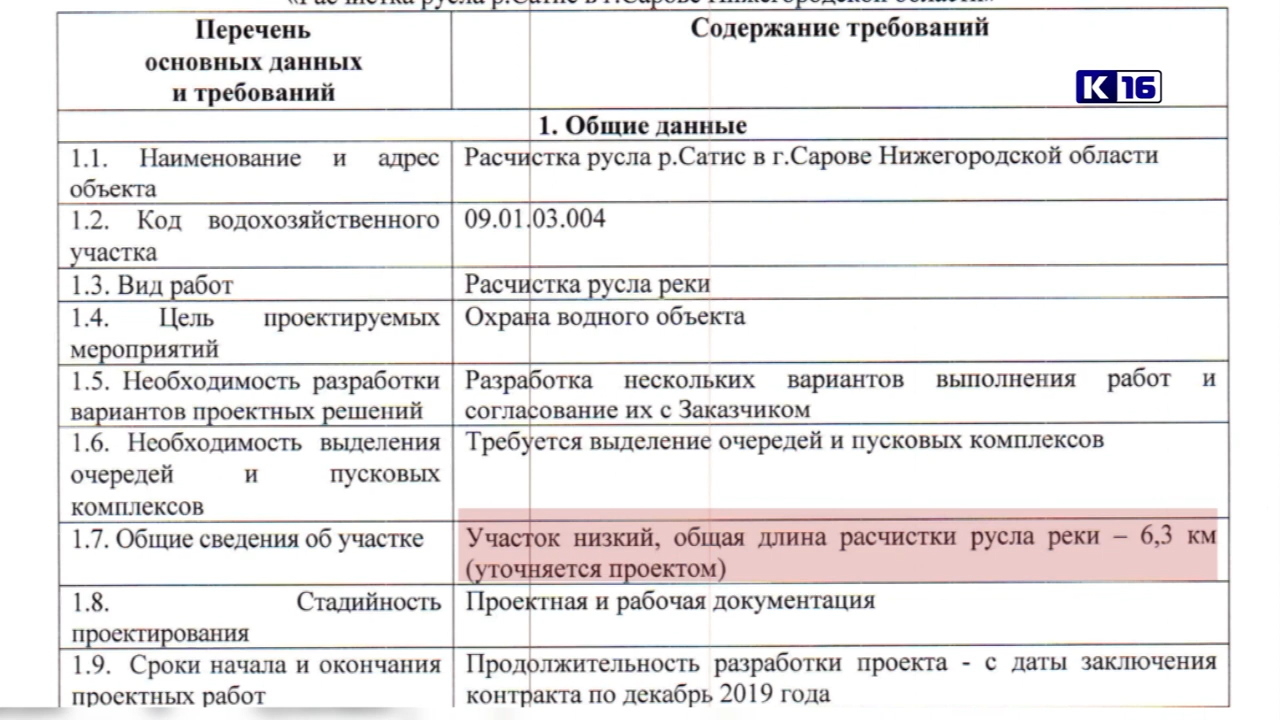 «Расчистка русла р.Сатис в г.Сарове Нижегородской области»
Перечень
основных данных
и требований
Содержание требований
К 16
1. Общие данные
1.1. Наименование и адрес
объекта
Расчистка русла р.Сатис в г.Сарове Нижегородской области
1.2. Код водохозяйственного
участка
09.01.03.004
1.3. Вид работ
Расчистка русла реки
1.4. Цель проектируемых
мероприятий
Охрана водного объекта
1.5. Необходимость разработки
вариантов проектных решений
Разработка нескольких вариантов выполнения работ и
согласование их с Заказчиком
1.6. Необходимость выделения
очередей и пусковых
комплексов
Требуется выделение очередей и пусковых комплексов
1.7. Общие сведения об участке
Участок низкий, общая длина расчистки русла реки – 6,3 км
(уточняется проектом)
1.8. Стадийность
проектирования
Проектная и рабочая документация
1.9. Сроки начала и окончания
проектных работ
Продолжительность разработки проекта - с даты заключения
контракта по декабрь 2019 года